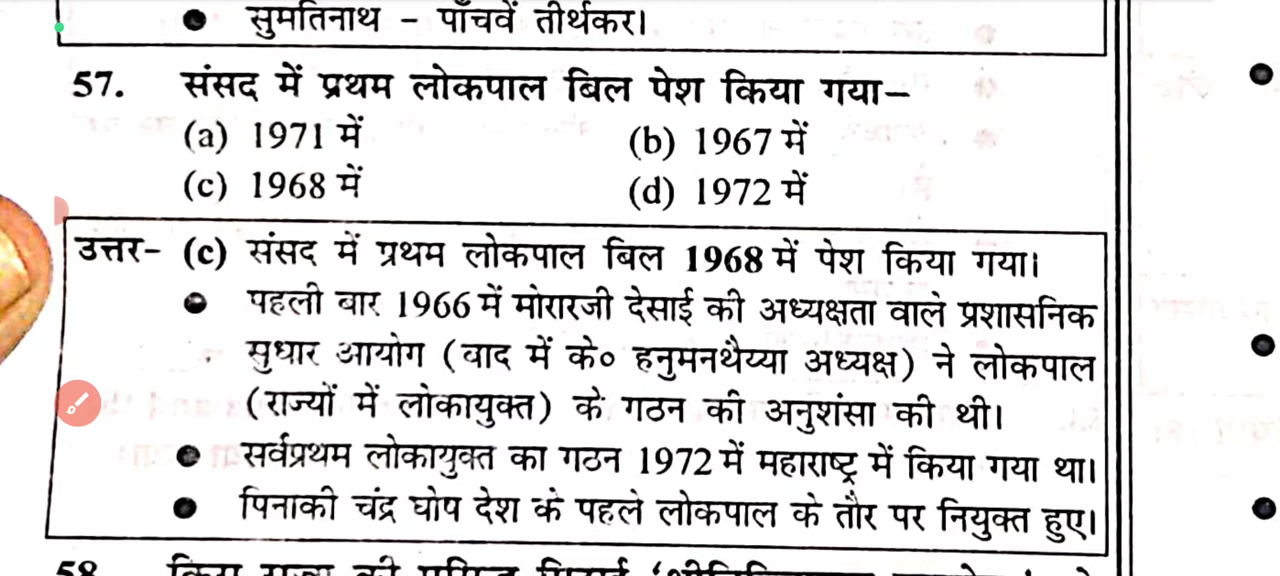 ● सुमतिनाथ - पाँचवें तीर्थकर।
57. संसद में प्रथम लोकपाल बिल पेश किया गया–
(a) 1971 में (b) 1967 में
(c) 1968 में (d) 1972 में
उत्तर- (c) संसद में प्रथम लोकपाल बिल 1968 में पेश किया गया।
● पहली बार 1966 में मोरारजी देसाई की अध्यक्षता वाले प्रशासनिक
सुधार आयोग (बाद में के० हनुमनथैय्या अध्यक्ष) ने लोकपाल
(राज्यों में लोकायुक्त) के गठन की अनुशंसा की थी।
● सर्वप्रथम लोकायुक्त का गठन 1972 में महाराष्ट्र में किया गया था।
● पिनाकी चंद्र घोष देश के पहले लोकपाल के तौर पर नियुक्त हुए।
58